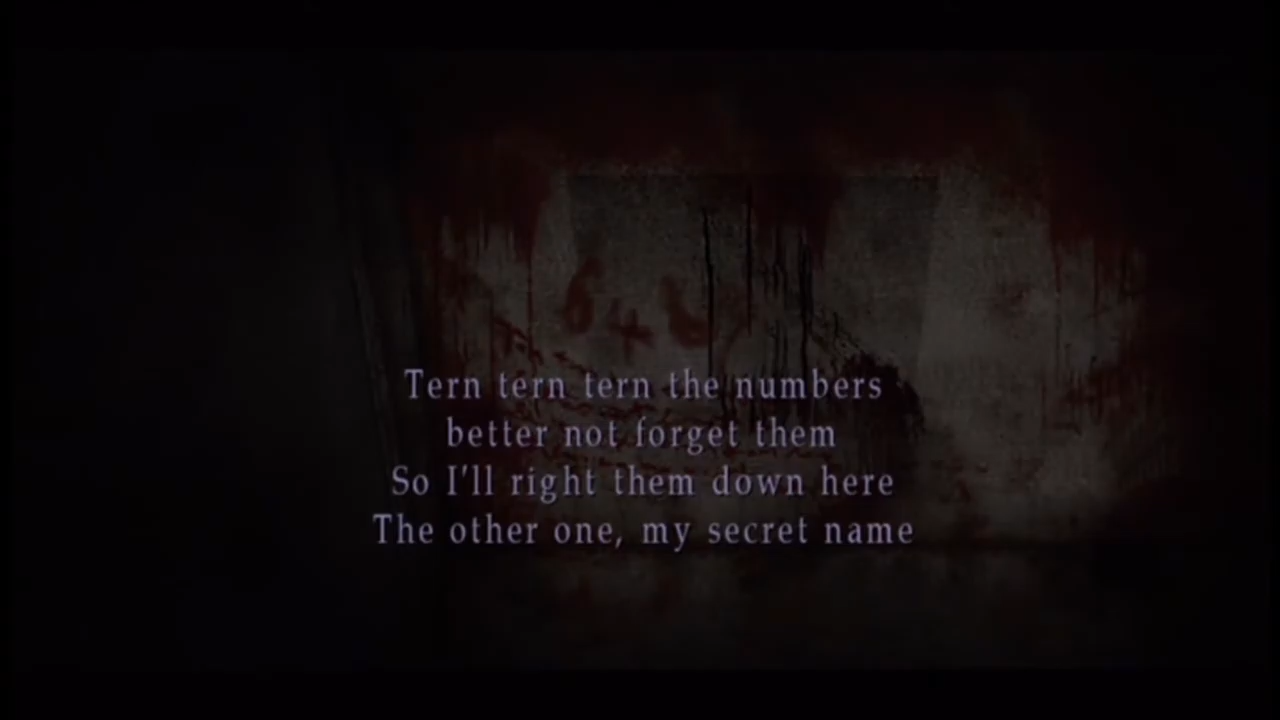 Tern tern tern the numbers
better not forget them
So I'll right them down here
The other one, my secret name